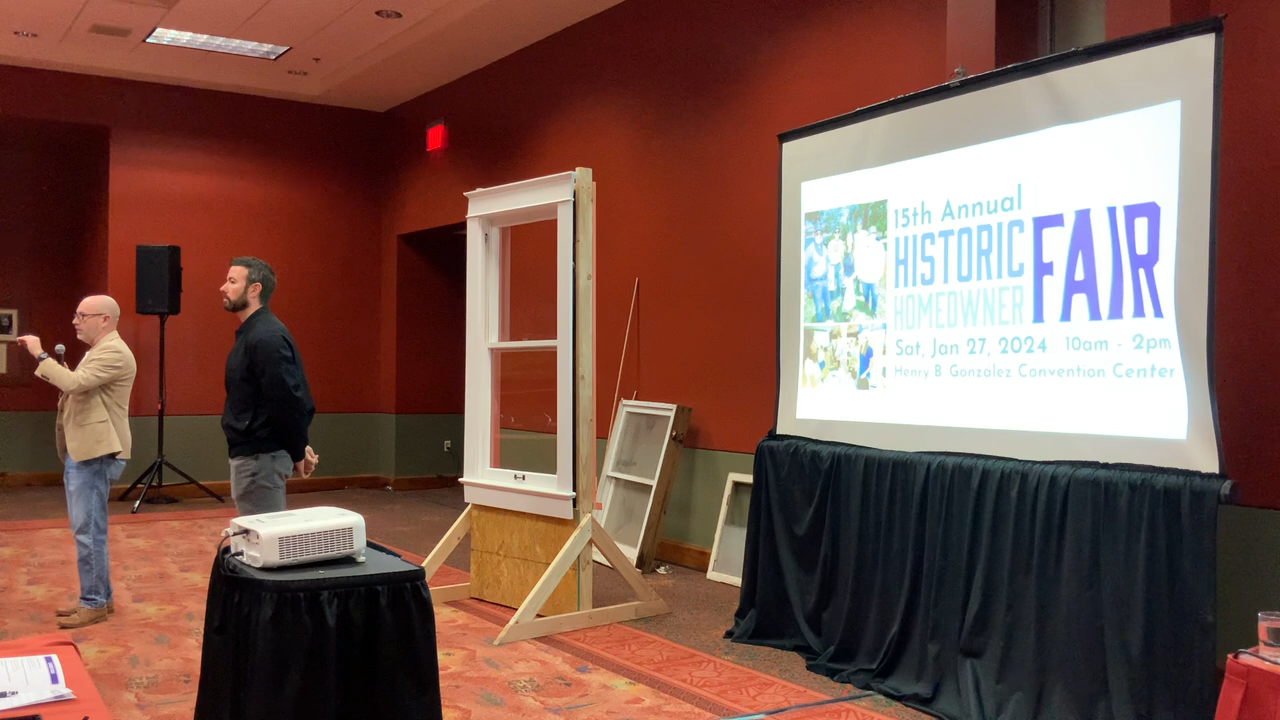 15th Annual
HISTORIC
HOMEOWNER
FAIR
Sat, Jan 27, 2024 10am - 2pm
Henry B Gonzalez Convention Center